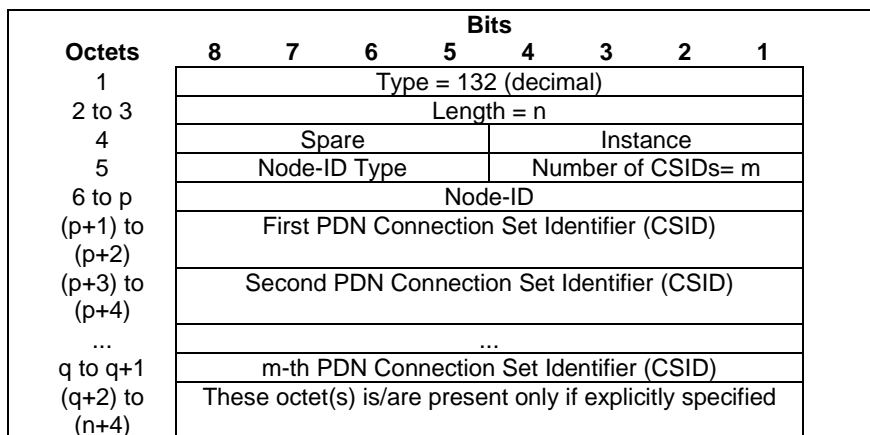 Bits
Octets 8 7 6 5 4 3 2 1
1 Type = 132 (decimal)
2 to 3 Length = n
4 Spare Instance
5 Node-ID Type Number of CSIDs= m
6 to p Node-ID
(p+1) to First PDN Connection Set Identifier (CSID)
(p+2)
(p+3) to Second PDN Connection Set Identifier (CSID)
(p+4)
... ...
q to q+1 m-th PDN Connection Set Identifier (CSID)
(q+2) to These octet(s) is/are present only if explicitly specified
(n+4)